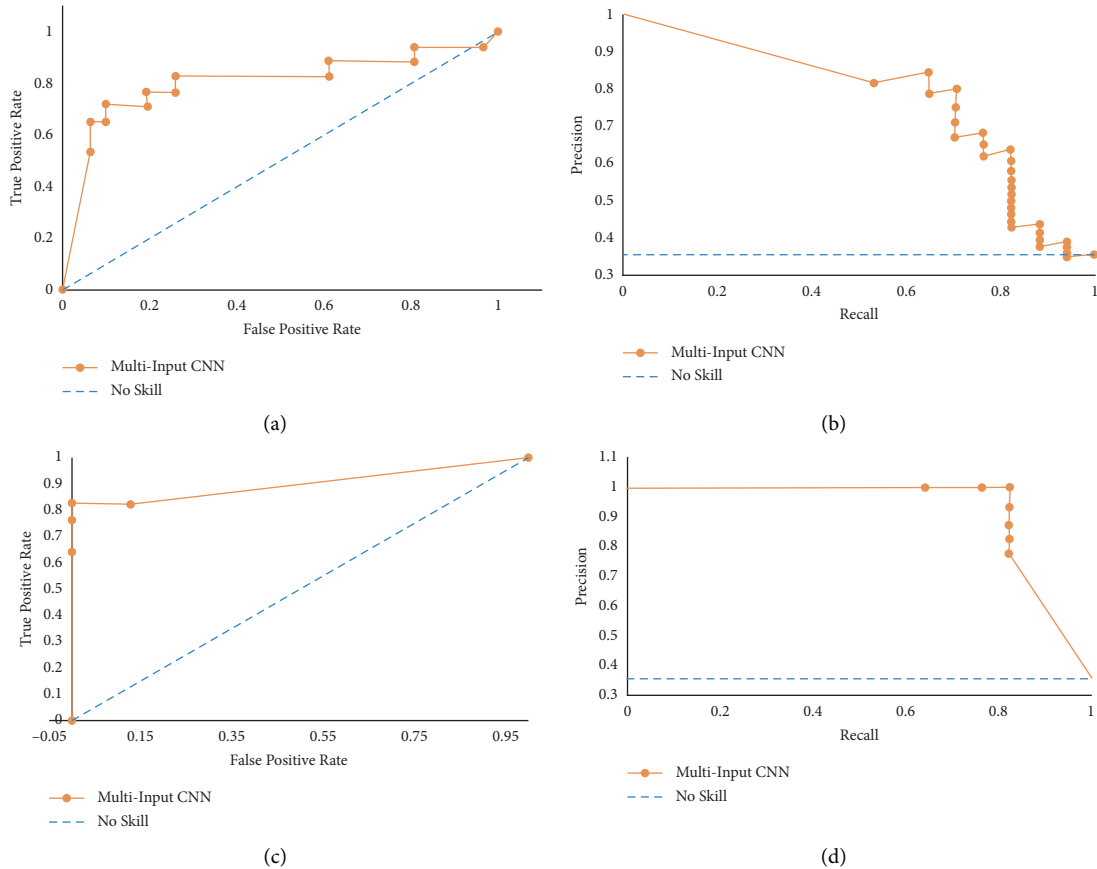 1
0.8
0.6
0.4
0.2
0
True Positive Rate
0 0.2 0.4 0.6 0.8 1
False Positive Rate
Multi-Input CNN
No Skill
(a)
1
0.9
0.8
0.7
0.6
0.5
0.4
0.3
Precision
0 0.2 0.4 0.6 0.8 1
Recall
Multi-Input CNN
No Skill
(b)
1
0.9
0.8
0.7
0.6
0.5
0.4
0.3
0.2
0.1
0
True Positive Rate
–0.05 0.15 0.35 0.55 0.75 0.95
False Positive Rate
Multi-Input CNN
No Skill
(c)
1.1
1
0.9
0.8
0.7
0.6
0.5
0.4
0.3
Precision
0 0.2 0.4 0.6 0.8 1
Recall
Multi-Input CNN
No Skill
(d)